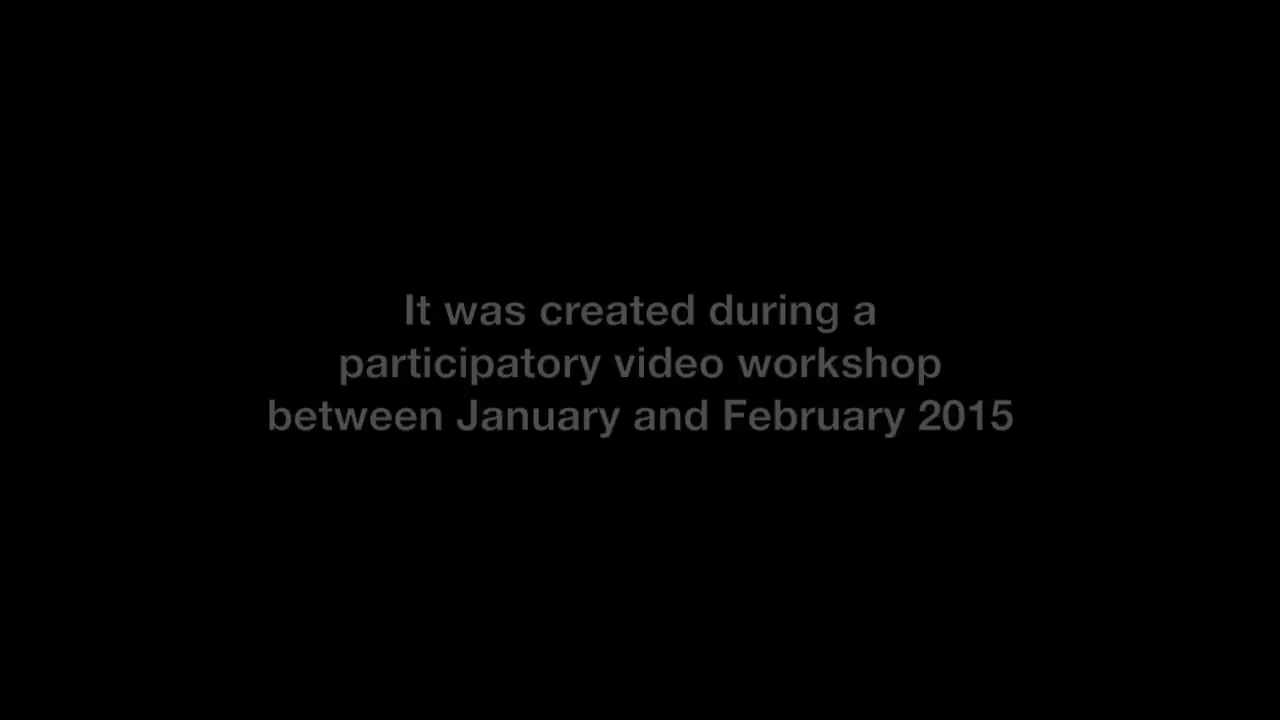 It was created during a
participatory video workshop
between January and February 2015